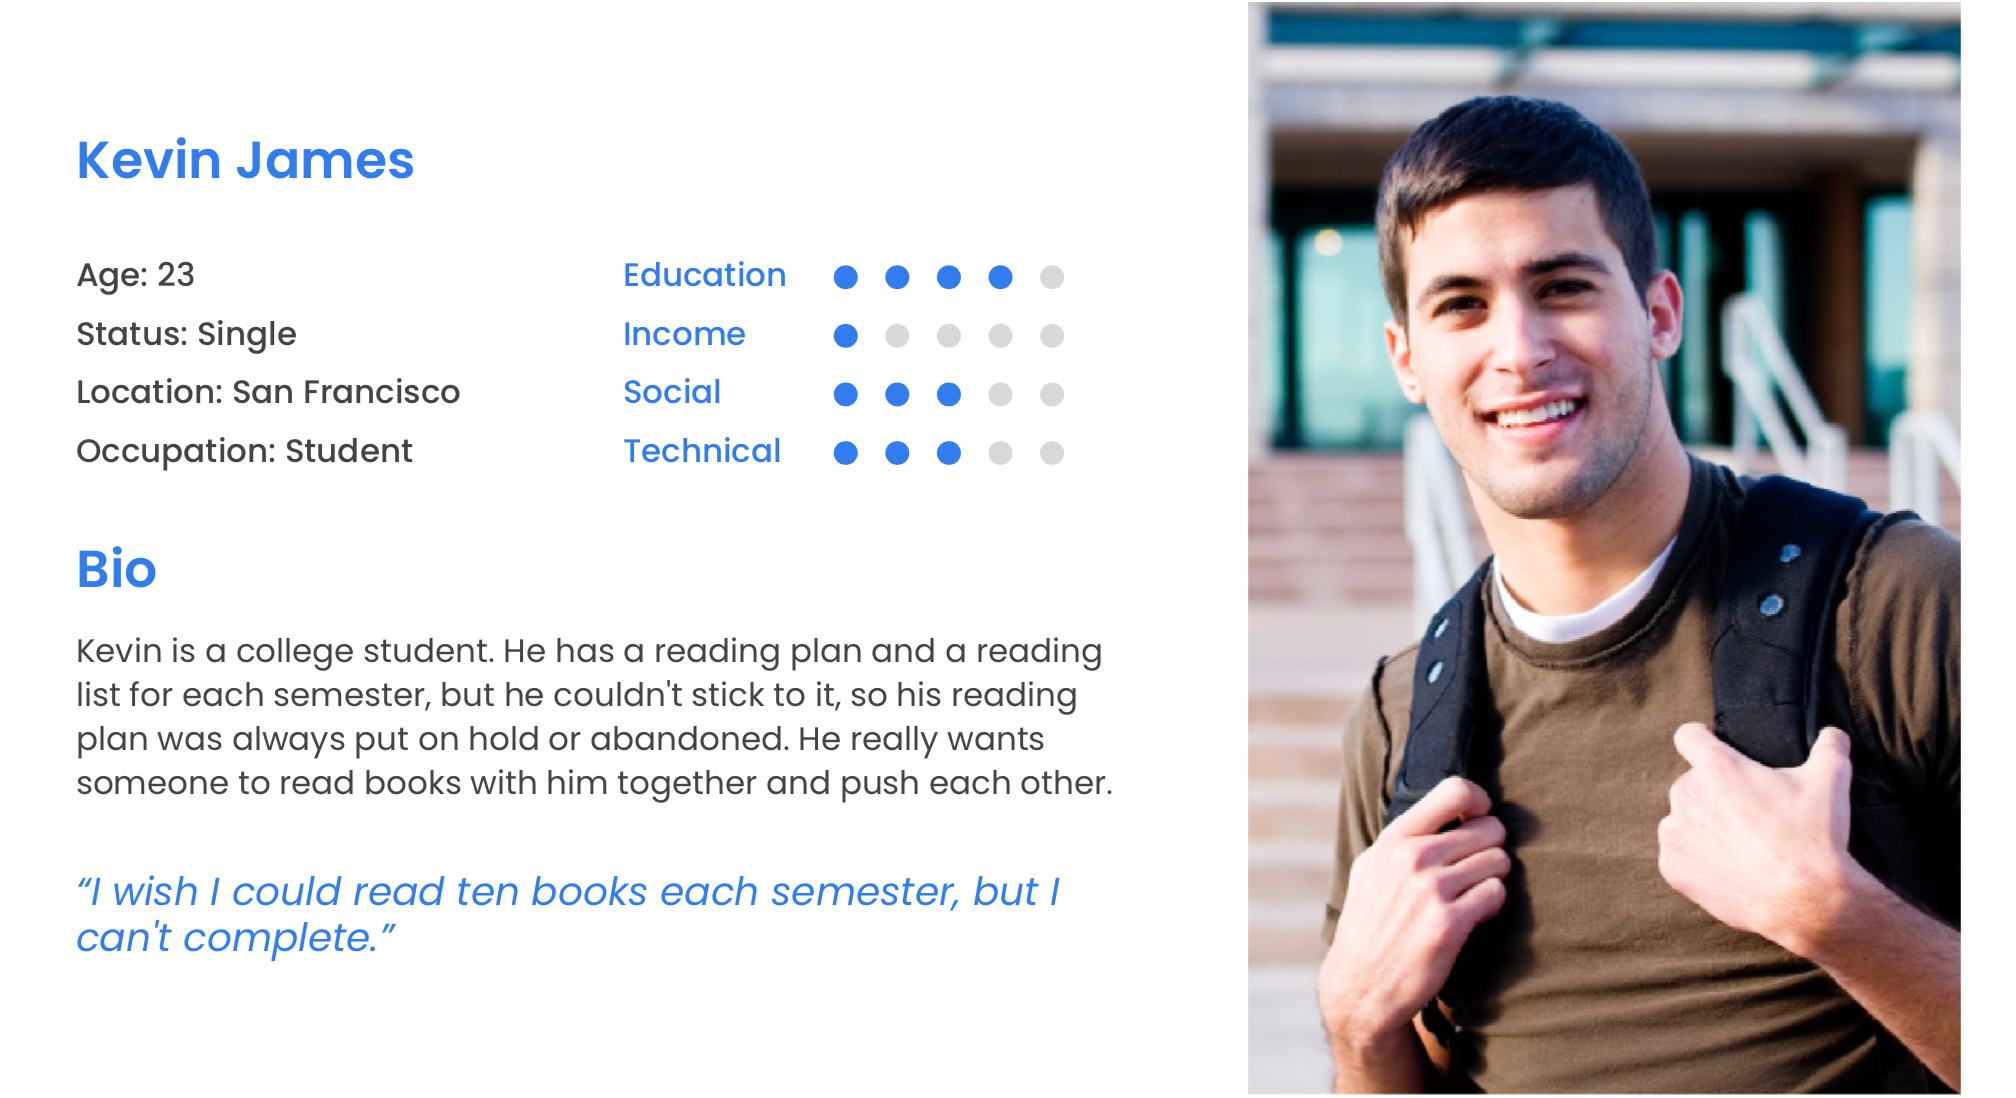 Kevin James
Age: 23
Status: Single
Location: San Francisco
Occupation: Student
Education
Income
Social
Technical
Bio
Kevin is a college student. He has a reading plan and a reading
list for each semester, but he couldn't stick to it, so his reading
plan was always put on hold or abandoned. He really wants
someone to read books with him together and push each other.
“I wish I could read ten books each semester, but I
can't complete.”